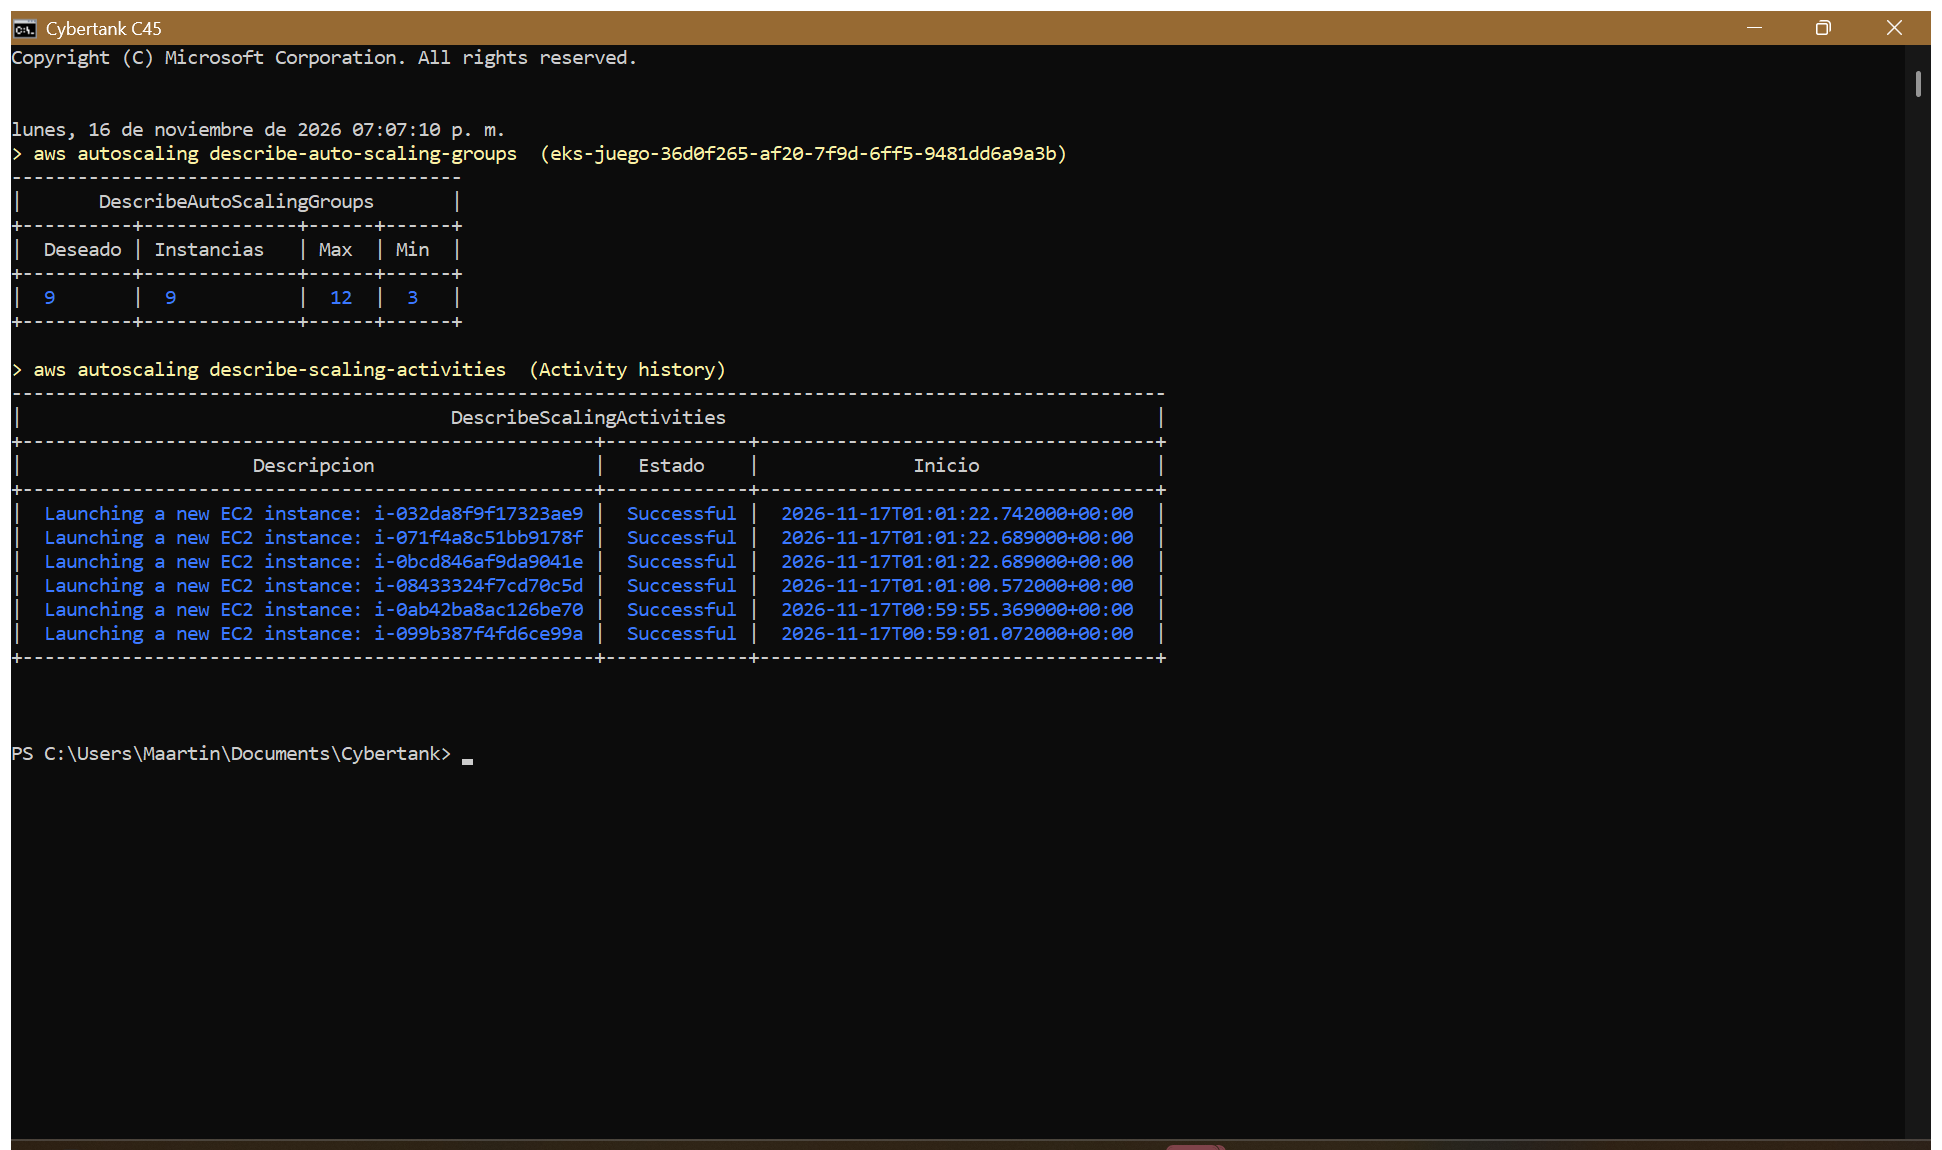 Cybertank C45
Copyright (C) Microsoft Corporation. All rights reserved.
lunes, 16 de noviembre de 2026 07:07:10 p. m.
> aws autoscaling describe-auto-scaling-groups  (eks-juego-36d0f265-af20-7f9d-6ff5-9481dd6a9a3b)
-----------------------------------------
|       DescribeAutoScalingGroups       |
+----------+--------------+------+------+
|  Deseado | Instancias   | Max  | Min  |
+----------+--------------+------+------+
|  9       |  9           |  12  |  3   |
+----------+--------------+------+------+
> aws autoscaling describe-scaling-activities  (Activity history)
---------------------------------------------------------------------------------------------------------
|                                       DescribeScalingActivities                                       |
+----------------------------------------------------+-------------+------------------------------------+
|                     Descripcion                    |   Estado    |              Inicio                |
+----------------------------------------------------+-------------+------------------------------------+
|  Launching a new EC2 instance: i-032da8f9f17323ae9 |  Successful |  2026-11-17T01:01:22.742000+00:00  |
|  Launching a new EC2 instance: i-071f4a8c51bb9178f |  Successful |  2026-11-17T01:01:22.689000+00:00  |
|  Launching a new EC2 instance: i-0bcd846af9da9041e |  Successful |  2026-11-17T01:01:22.689000+00:00  |
|  Launching a new EC2 instance: i-08433324f7cd70c5d |  Successful |  2026-11-17T01:01:00.572000+00:00  |
|  Launching a new EC2 instance: i-0ab42ba8ac126be70 |  Successful |  2026-11-17T00:59:55.369000+00:00  |
|  Launching a new EC2 instance: i-099b387f4fd6ce99a |  Successful |  2026-11-17T00:59:01.072000+00:00  |
+----------------------------------------------------+-------------+------------------------------------+
PS C:\Users\Maartin\Documents\Cybertank>